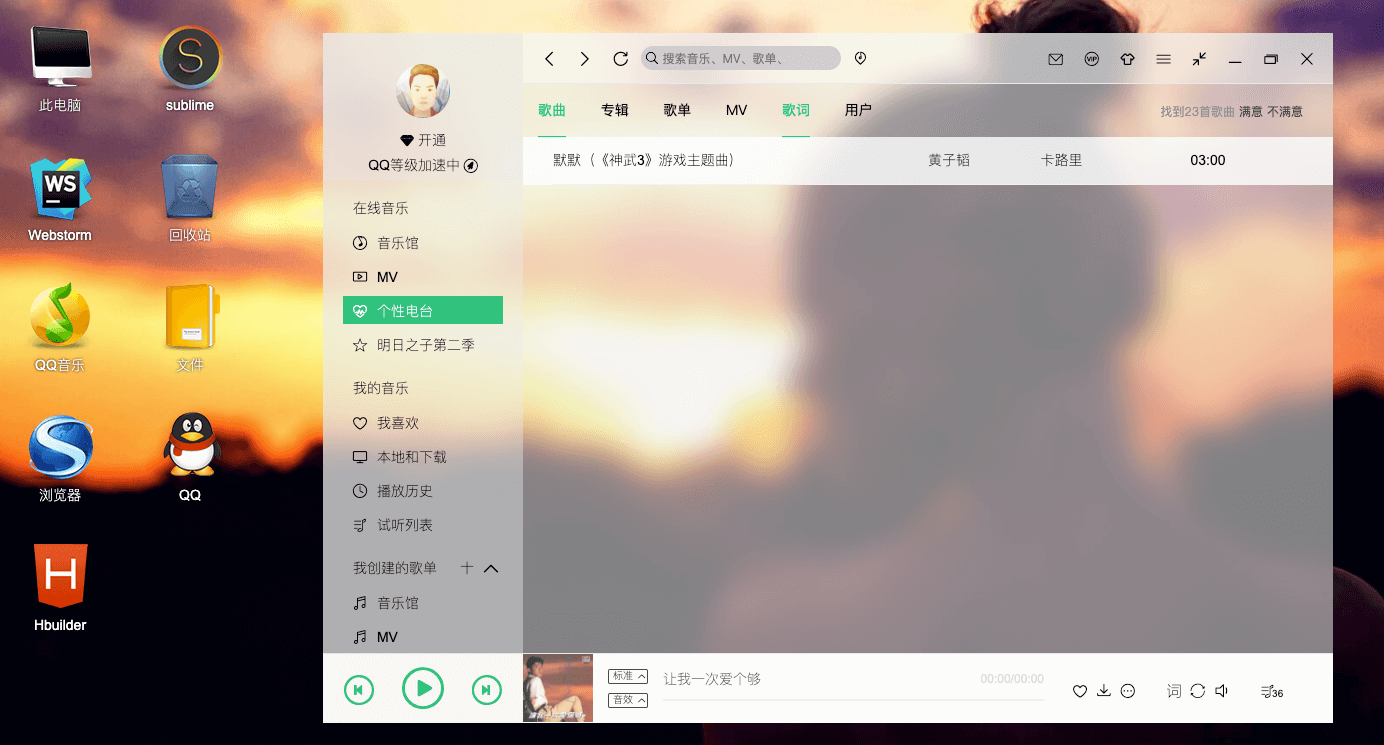 此电脑
sublime
WS
Webstorm
回收站
QQ音乐
文件
浏览器
QQ
H
Hbuilder
开通
QQ等级加速中
在线音乐
音乐馆
MV
个性电台
明日之子第二季
我的音乐
我喜欢
本地和下载
播放历史
试听列表
我创建的歌单
音乐馆
MV
搜索音乐、MV、歌单、
VIP
歌曲 专辑 歌单 MV 歌词 用户
找到23首歌曲 满意 不满意
默默（《神武3》游戏主题曲） 黄子韬 卡路里 03:00
标准
音效
让我一次爱个够
00:00/00:00
词
36